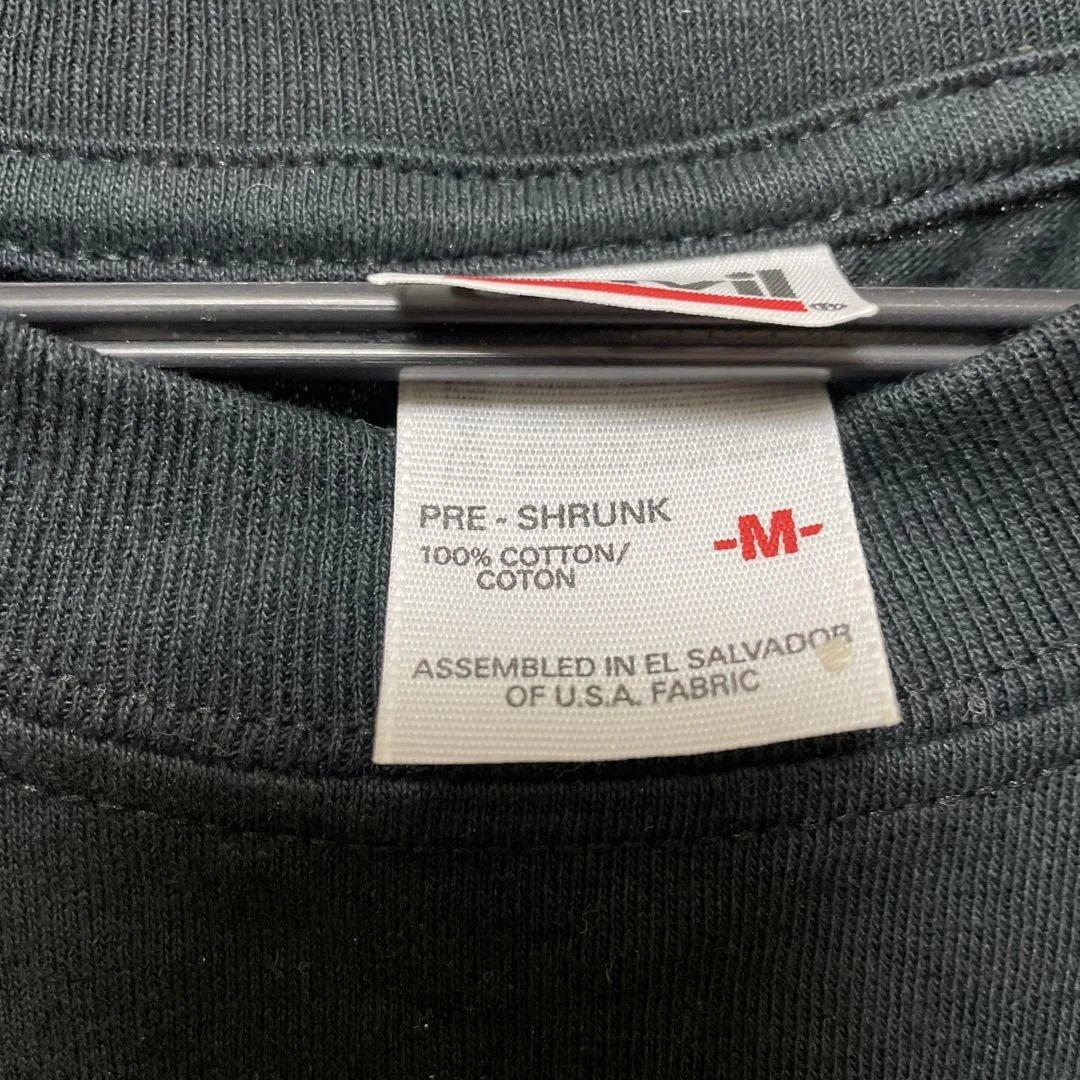 PRE - SHRUNK
100% COTTON/
COTON
-M-
ASSEMBLED IN EL SALVADOR
OF U.S.A. FABRIC